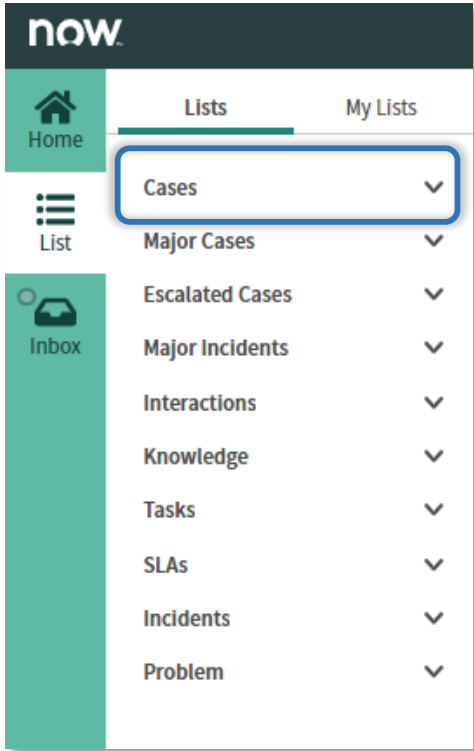 now.
Home
List
Inbox
Lists My Lists
Cases
Major Cases
Escalated Cases
Major Incidents
Interactions
Knowledge
Tasks
SLAs
Incidents
Problem